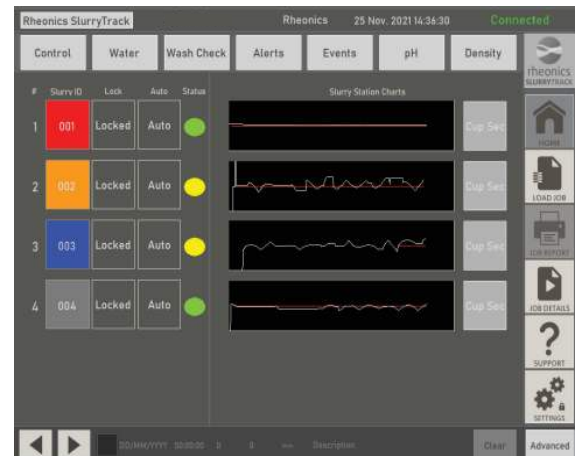 Rheonics SlurryTrack Rheonics 25 Nov. 2021 14:36:30 Connected
Control Water Wash Check Alerts Events pH Density
rheonics
SLURRYTRACK
# Slurry ID Lock Auto Status Slurry Station Charts
1 001 Locked Auto Cup Sec
HOME
2 002 Locked Auto Cup Sec
LOAD JOB
3 003 Locked Auto Cup Sec
JOB REPORT
4 004 Locked Auto Cup Sec
JOB DETAILS
?
SUPPORT
SETTINGS
DD/MM/YYYY 00:00:00 0 0 Description Clear Advanced